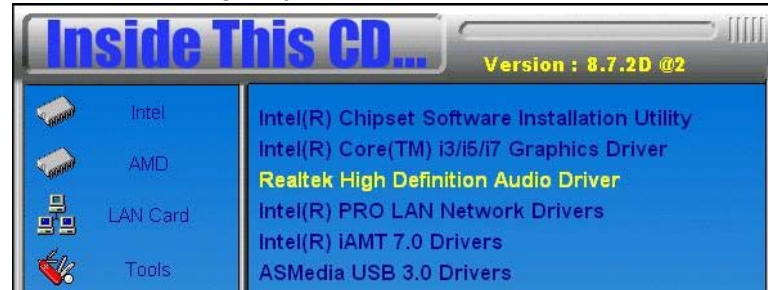 Inside This CD...
Version : 8.7.2D @2
Intel
AMD
LAN Card
Tools
Intel(R) Chipset Software Installation Utility
Intel(R) Core(TM) i3/i5/i7 Graphics Driver
Realtek High Definition Audio Driver
Intel(R) PRO LAN Network Drivers
Intel(R) iAMT 7.0 Drivers
ASMedia USB 3.0 Drivers